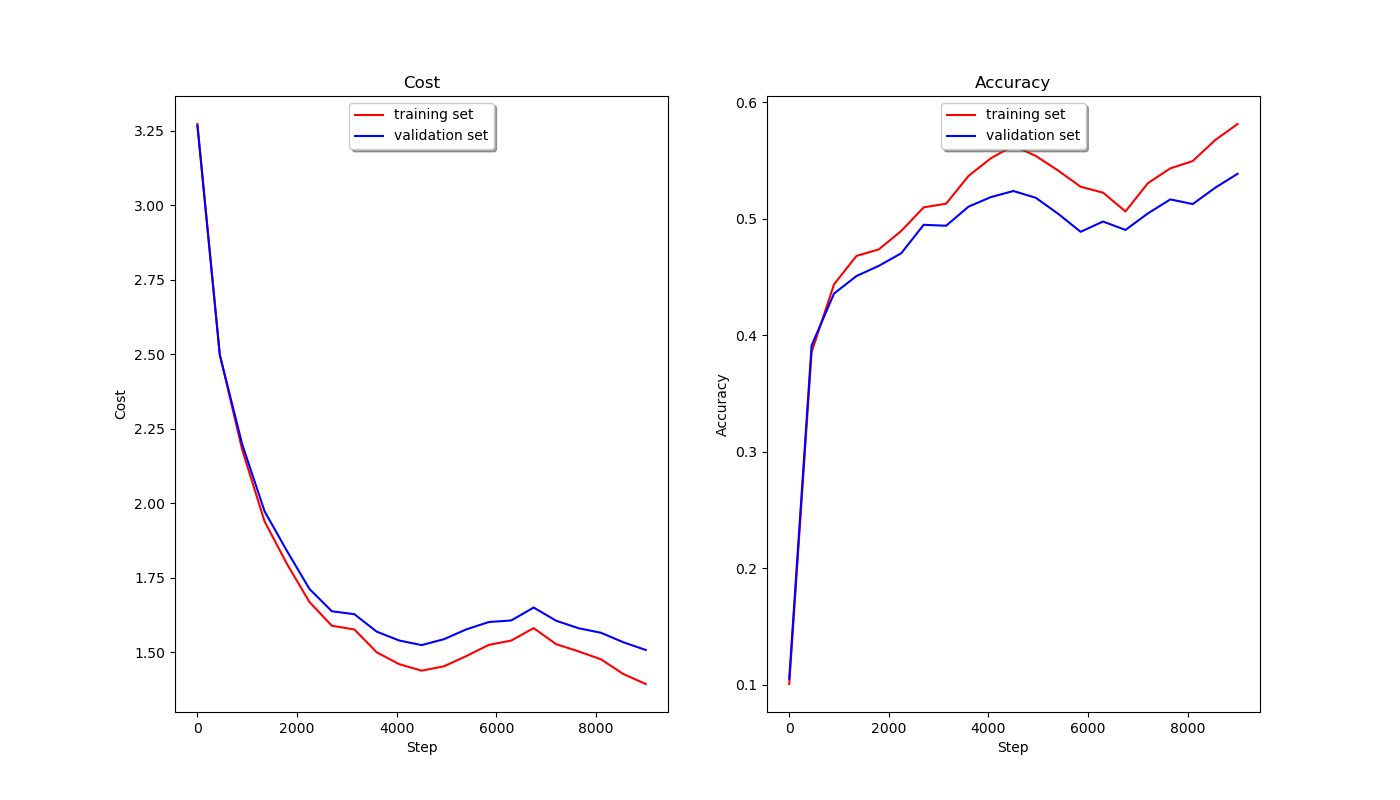 Cost
training set
validation set
3.25
3.00
2.75
2.50
2.25
2.00
1.75
1.50
Cost
0 2000 4000 6000 8000
Step
Accuracy
training set
validation set
0.6
0.5
0.4
0.3
0.2
0.1
Accuracy
0 2000 4000 6000 8000
Step